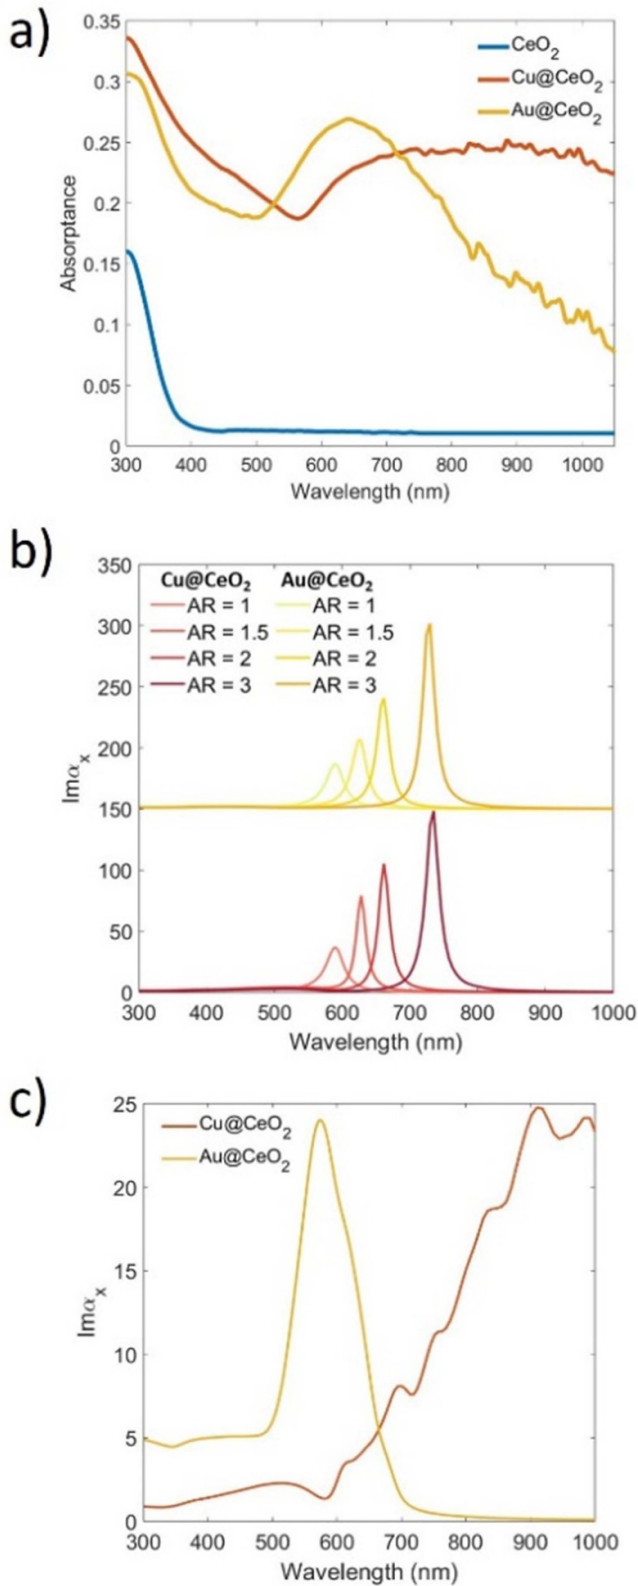 a)
0.35
0.3
0.25
0.2
0.15
0.1
0.05
0
Absorptance
CeO2
Cu@CeO2
Au@CeO2
300 400 500 600 700 800 900 1000
Wavelength (nm)
b)
350
300
250
200
150
100
50
0
Imαx
Cu@CeO2 Au@CeO2
AR = 1 AR = 1
AR = 1.5 AR = 1.5
AR = 2 AR = 2
AR = 3 AR = 3
300 400 500 600 700 800 900 1000
Wavelength (nm)
c)
25
20
15
10
5
0
Imαx
Cu@CeO2
Au@CeO2
300 400 500 600 700 800 900 1000
Wavelength (nm)